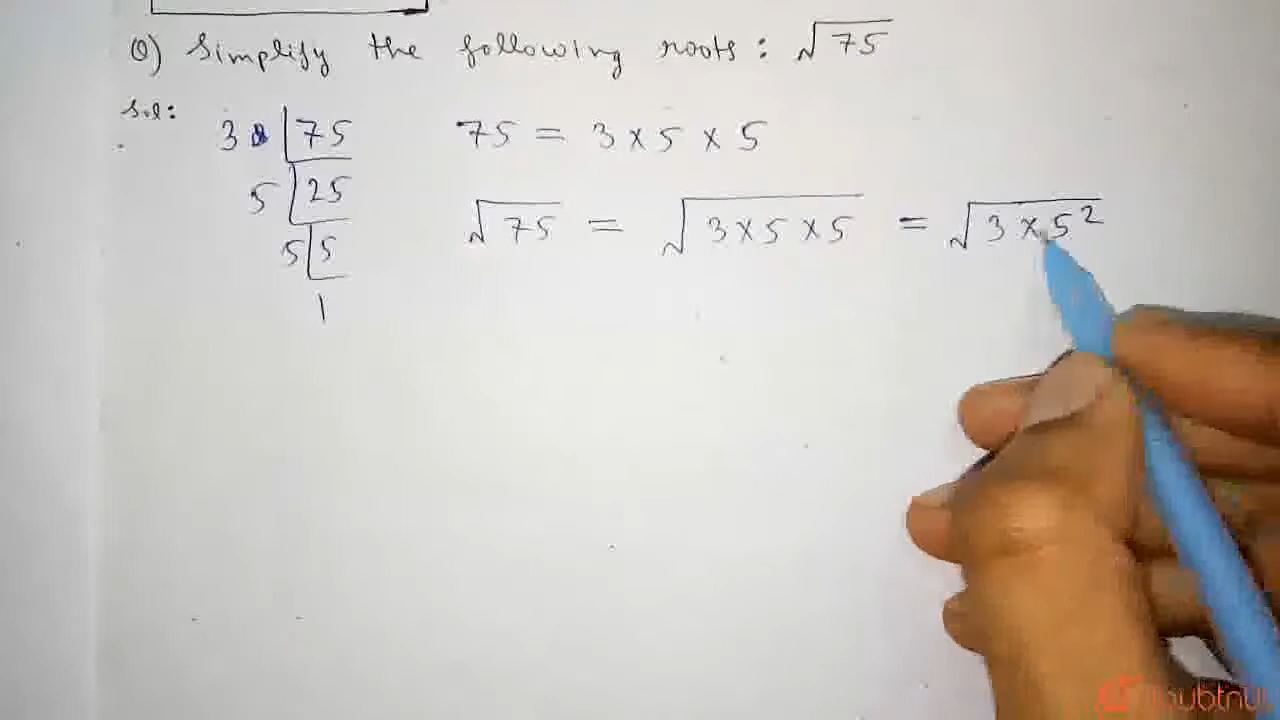 Q) Simplify the following roots: √75
Sol:
3 | 75
75 = 3 × 5 × 5
5 | 25
√75 = √3 × 5 × 5 = √3 × 5²
5 | 5
1
doubtnut